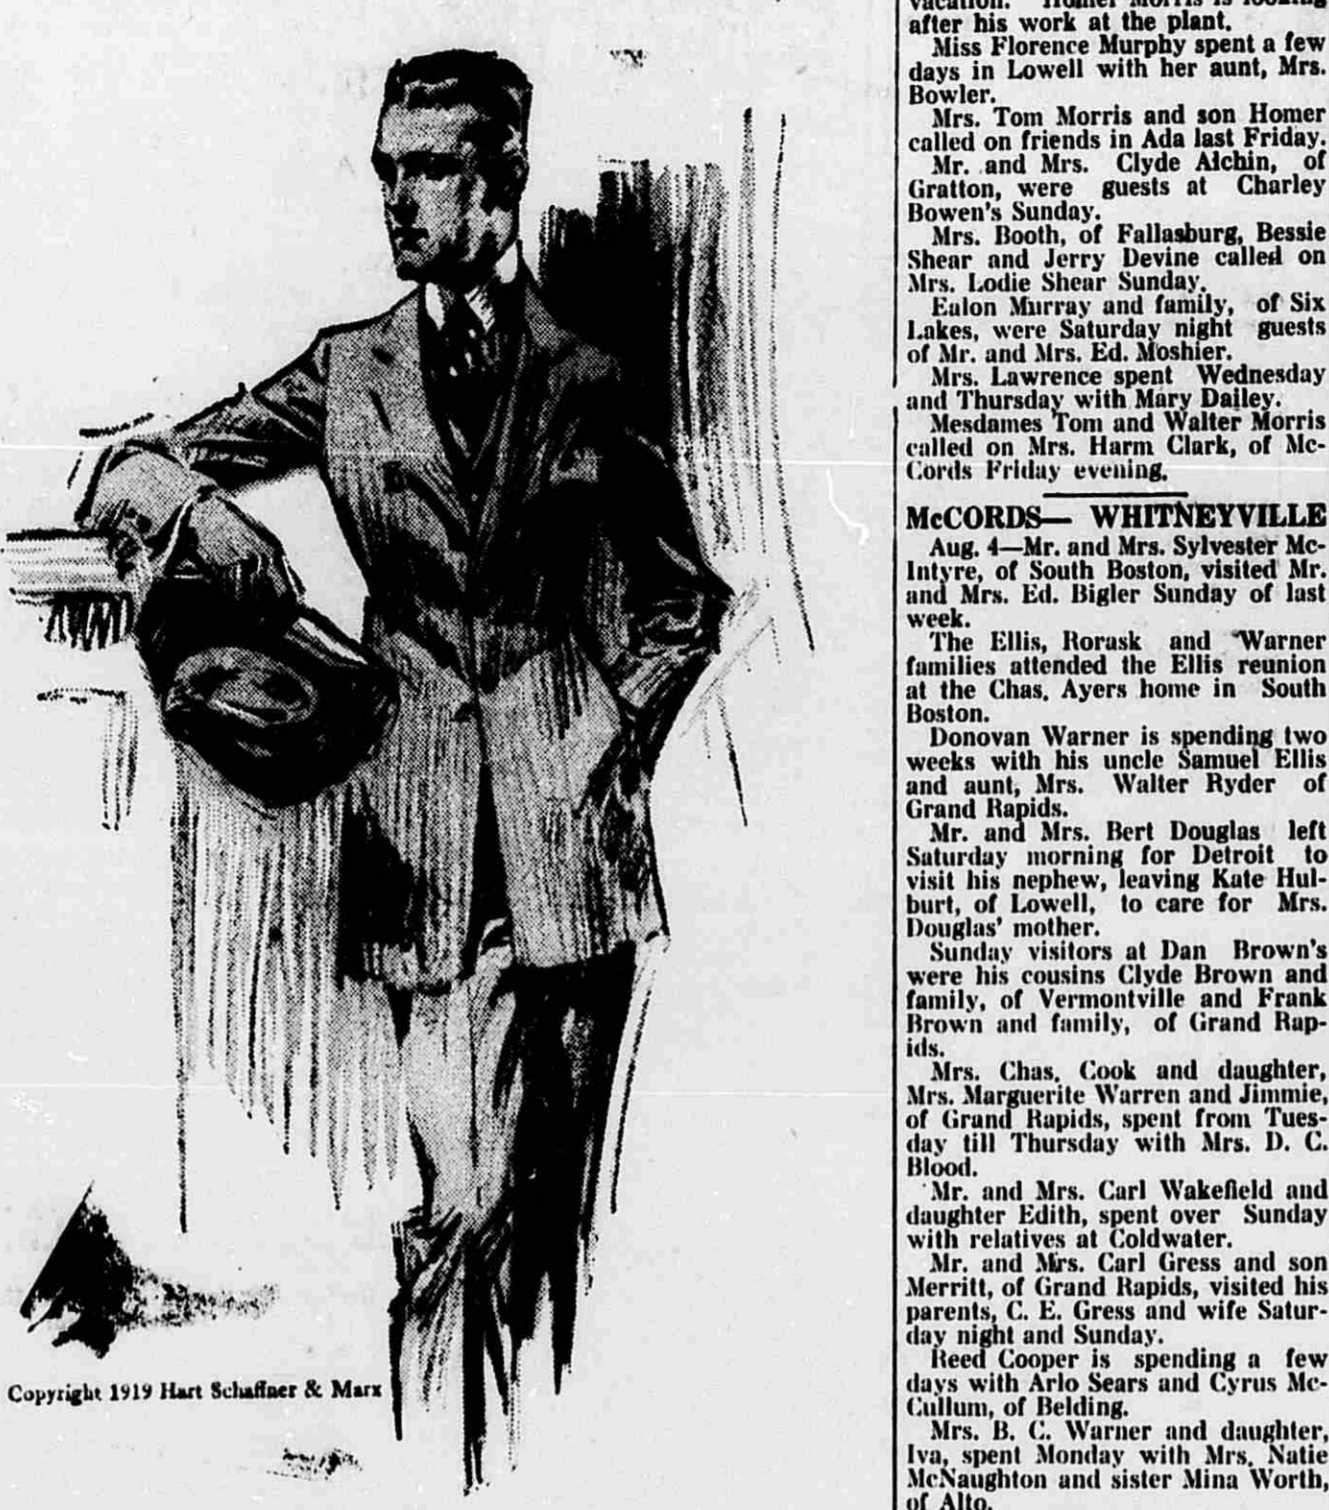 Copyright 1919 Hart Schaffner & Marx
vacation. Homer Morris is looking
after his work at the plant.
Miss Florence Murphy spent a few
days in Lowell with her aunt, Mrs.
Bowler.
Mrs. Tom Morris and son Homer
called on friends in Ada last Friday.
Mr. and Mrs. Clyde Alchin, of
Gratton, were guests at Charley
Bowen's Sunday.
Mrs. Booth, of Fallasburg, Bessie
Shear and Jerry Devine called on
Mrs. Lodie Shear Sunday.
Ealon Murray and family, of Six
Lakes, were Saturday night guests
of Mr. and Mrs. Ed. Moshier.
Mrs. Lawrence spent Wednesday
and Thursday with Mary Dailey.
Mesdames Tom and Walter Morris
called on Mrs. Harm Clark, of Mc-
Cords Friday evening.
McCORDS— WHITNEYVILLE
Aug. 4—Mr. and Mrs. Sylvester Mc-
Intyre, of South Boston, visited Mr.
and Mrs. Ed. Bigler Sunday of last
week.
The Ellis, Rorask and Warner
families attended the Ellis reunion
at the Chas. Ayers home in South
Boston.
Donovan Warner is spending two
weeks with his uncle Samuel Ellis
and aunt, Mrs. Walter Ryder of
Grand Rapids.
Mr. and Mrs. Bert Douglas left
Saturday morning for Detroit to
visit his nephew, leaving Kate Hul-
burt, of Lowell, to care for Mrs.
Douglas' mother.
Sunday visitors at Dan Brown's
were his cousins Clyde Brown and
family, of Vermontville and Frank
Brown and family, of Grand Rap-
ids.
Mrs. Chas. Cook and daughter,
Mrs. Marguerite Warren and Jimmie,
of Grand Rapids, spent from Tues-
day till Thursday with Mrs. D. C.
Blood.
Mr. and Mrs. Carl Wakefield and
daughter Edith, spent over Sunday
with relatives at Coldwater.
Mr. and Mrs. Carl Gress and son
Merritt, of Grand Rapids, visited his
parents, C. E. Gress and wife Satur-
day night and Sunday.
Reed Cooper is spending a few
days with Arlo Sears and Cyrus Mc-
Cullum, of Belding.
Mrs. B. C. Warner and daughter,
Iva, spent Monday with Mrs. Natie
McNaughton and sister Mina Worth,
of Alto.